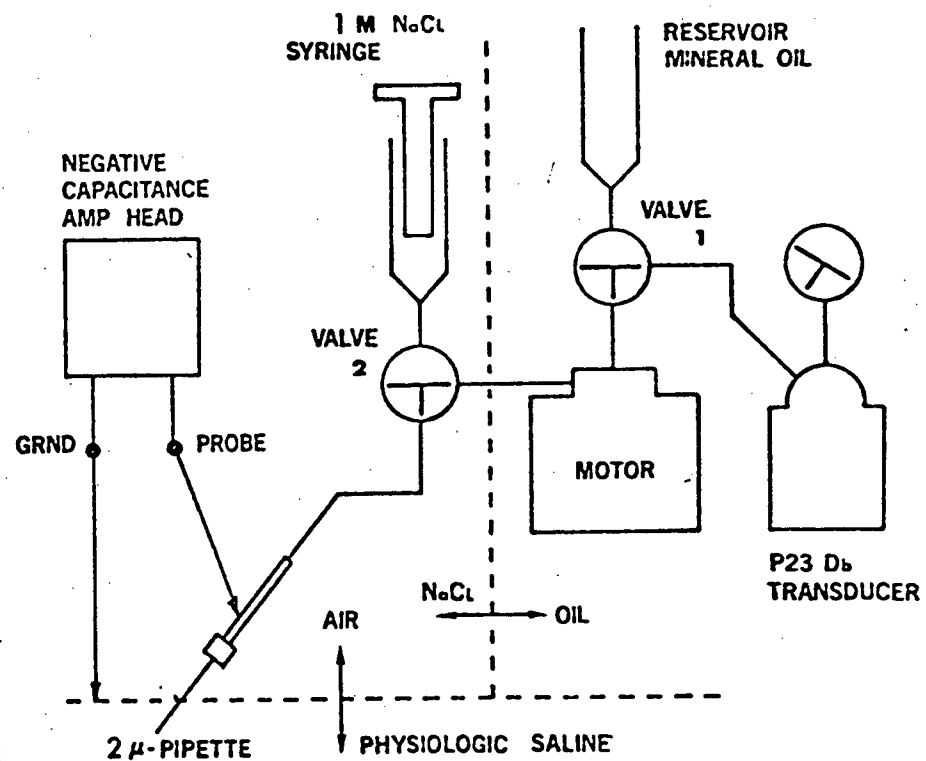 1 M NaCl
SYRINGE
RESERVOIR
MINERAL OIL
NEGATIVE
CAPACITANCE
AMP HEAD
VALVE
1
VALVE
2
GRND
PROBE
MOTOR
P23 Db
TRANSDUCER
NaCl
OIL
AIR
2 μ-PIPETTE
PHYSIOLOGIC SALINE